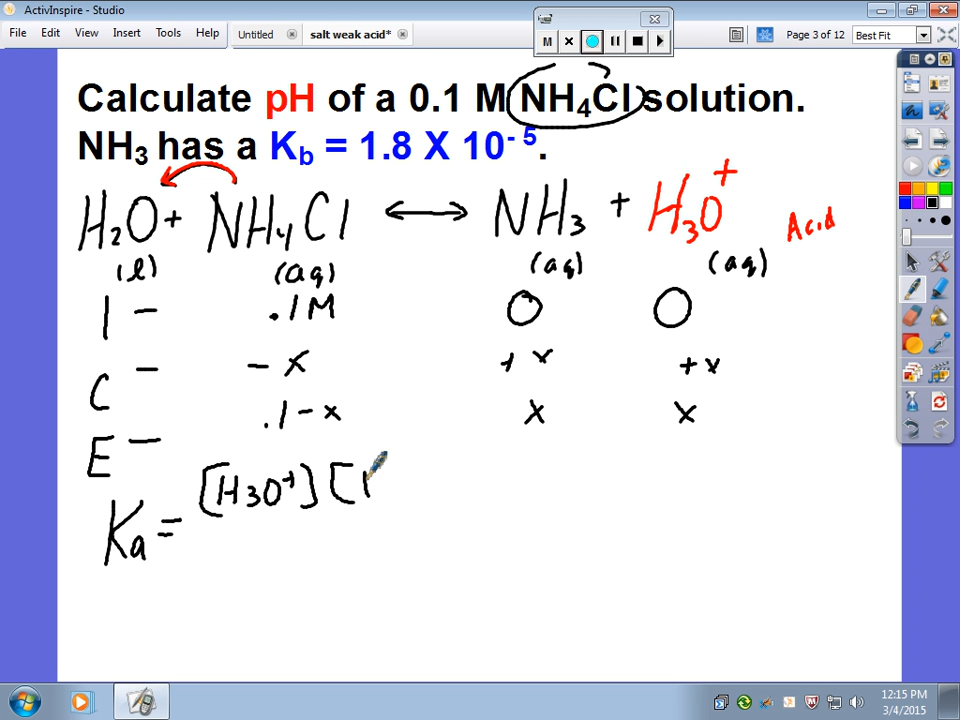 ActivInspire - Studio
File Edit View Insert Tools Help Untitled salt weak acid* Page 3 of 12 Best Fit
M
Calculate pH of a 0.1 M NH4Cl solution.
NH3 has a Kb = 1.8 X 10- 5.
H2O + NH4Cl ↔ NH3 + H3O+ Acid
(l) (aq) (aq) (aq)
I - .1M O O
C - - x + x + x
E - .1 - x x x
Ka = [H3O+] [
12:15 PM
3/4/2015